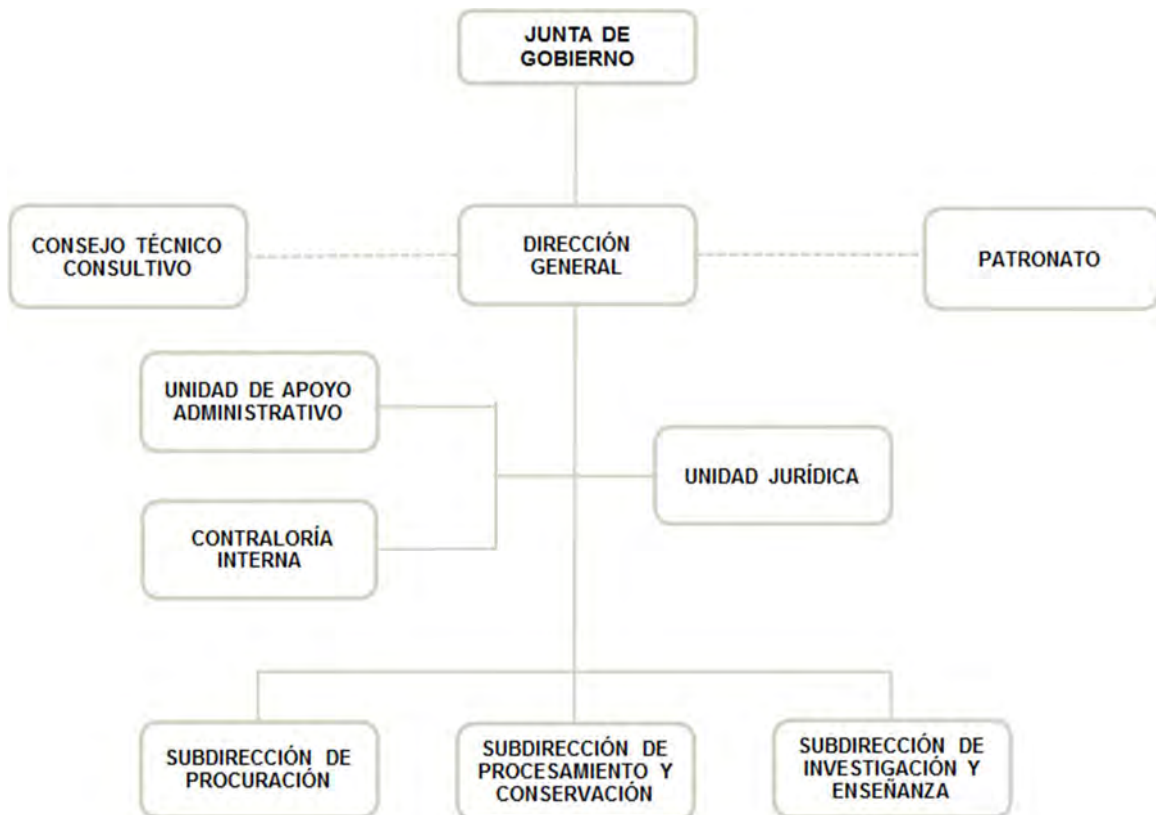 JUNTA DE
GOBIERNO
CONSEJO TÉCNICO
CONSULTIVO
DIRECCIÓN
GENERAL
PATRONATO
UNIDAD DE APOYO
ADMINISTRATIVO
UNIDAD JURÍDICA
CONTRALORÍA
INTERNA
SUBDIRECCIÓN DE
PROCURACIÓN
SUBDIRECCIÓN DE
PROCESAMIENTO Y
CONSERVACIÓN
SUBDIRECCIÓN DE
INVESTIGACIÓN Y
ENSEÑANZA